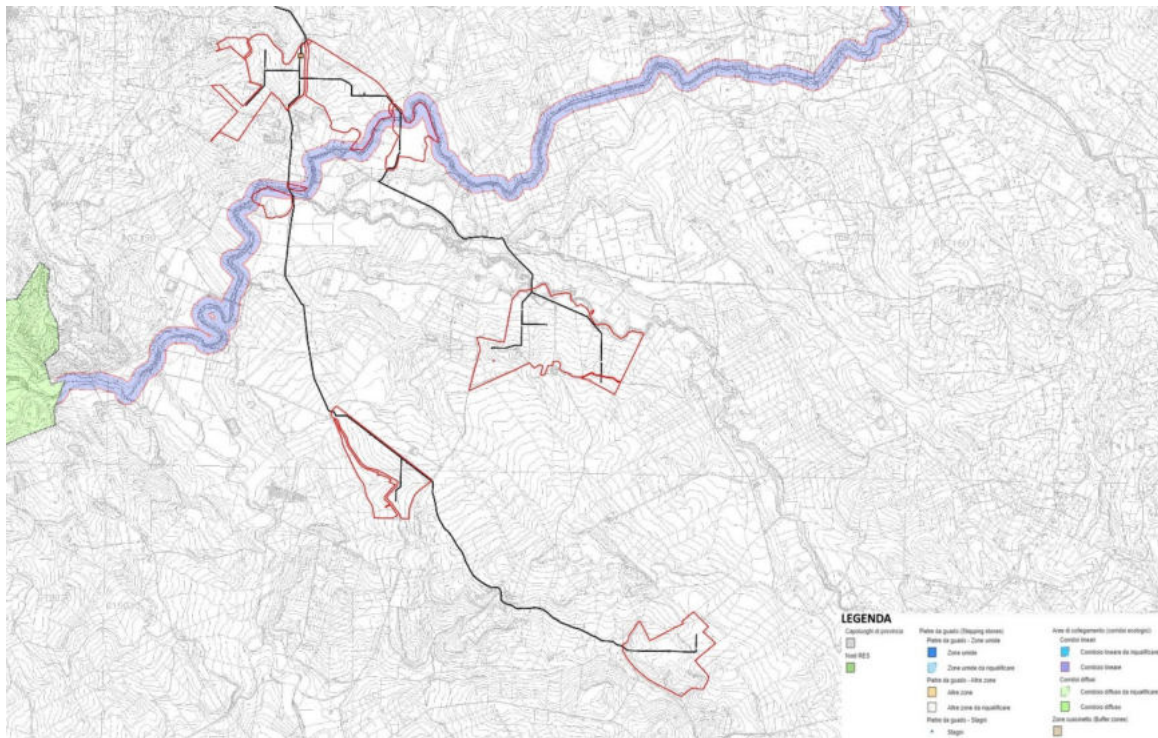 LEGENDA
Capoluoghi di provincia
Nodi RES
Pietre da guado (Stepping stones)
Pietre da guado - Zone umide
Zone umide
Zone umide da riqualificare
Pietre da guado - Altre zone
Altre zone
Altre zone da riqualificare
Pietre da guado - Stagni
Stagni
Aree di collegamento (corridoi ecologici)
Corridoi lineari
Corridoio lineare da riqualificare
Corridoio lineare
Corridoi diffusi
Corridoio diffuso da riqualificare
Corridoio diffuso
Zone cuscinetto (Buffer zones)